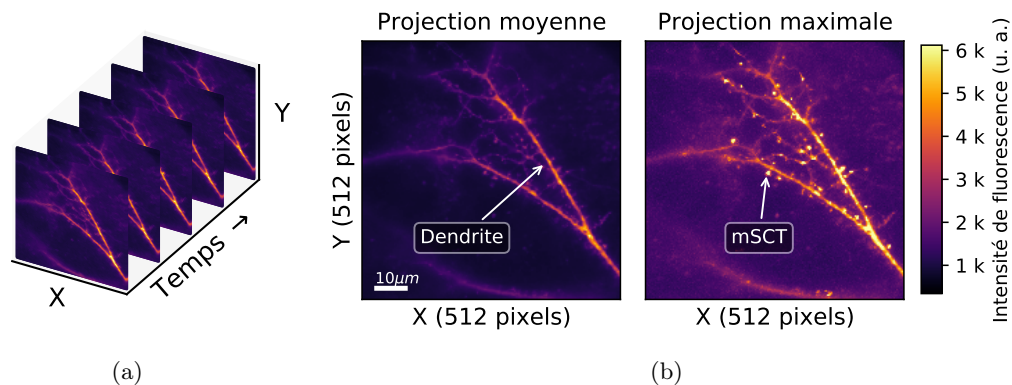 Projection moyenne
Projection maximale
Y
X
Temps →
Y (512 pixels)
Dendrite
10μm
X (512 pixels)
mSCT
X (512 pixels)
6 k
5 k
4 k
3 k
2 k
1 k
Intensité de fluorescence (u. a.)
(a)
(b)